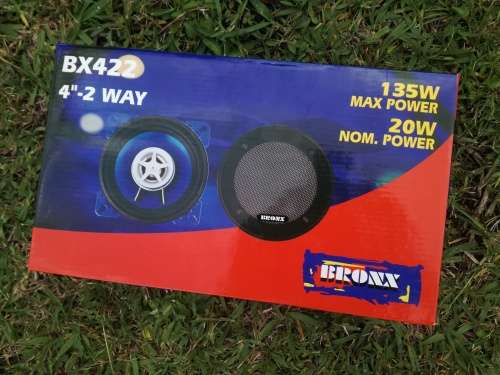 BX422
4"-2 WAY
135W
MAX POWER
20W
NOM. POWER
BRONX
BRONX